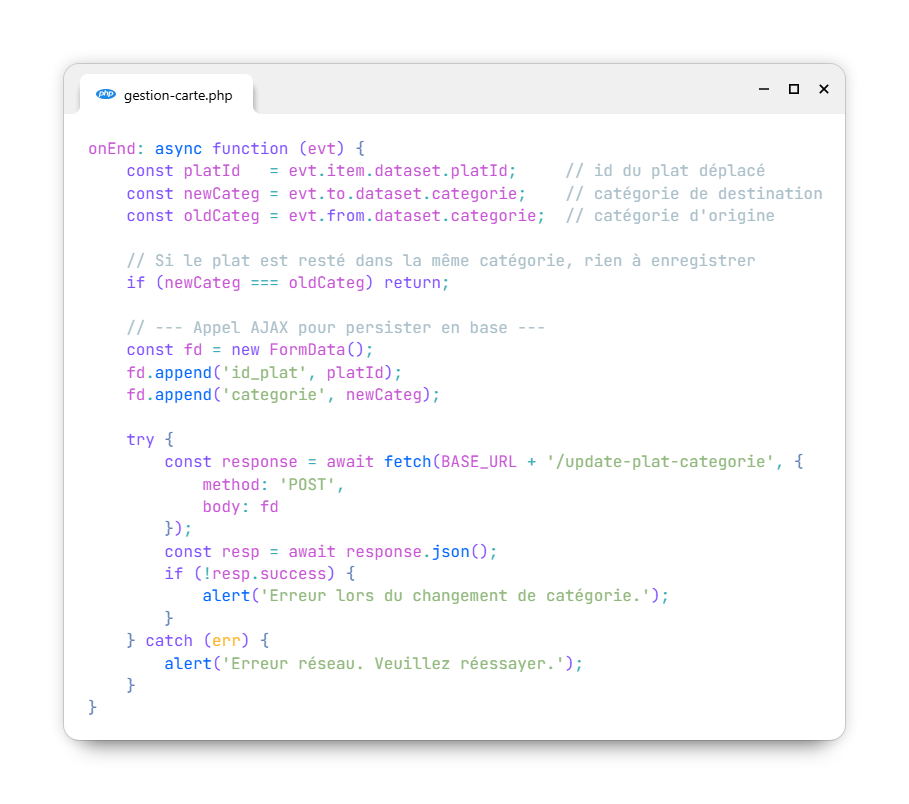 php gestion-carte.php
onEnd: async function (evt) {
    const platId   = evt.item.dataset.platId;     // id du plat déplacé
    const newCateg = evt.to.dataset.categorie;    // catégorie de destination
    const oldCateg = evt.from.dataset.categorie;  // catégorie d'origine

    // Si le plat est resté dans la même catégorie, rien à enregistrer
    if (newCateg === oldCateg) return;

    // --- Appel AJAX pour persister en base ---
    const fd = new FormData();
    fd.append('id_plat', platId);
    fd.append('categorie', newCateg);

    try {
        const response = await fetch(BASE_URL + '/update-plat-categorie', {
            method: 'POST',
            body: fd
        });
        const resp = await response.json();
        if (!resp.success) {
            alert('Erreur lors du changement de catégorie.');
        }
    } catch (err) {
        alert('Erreur réseau. Veuillez réessayer.');
    }
}